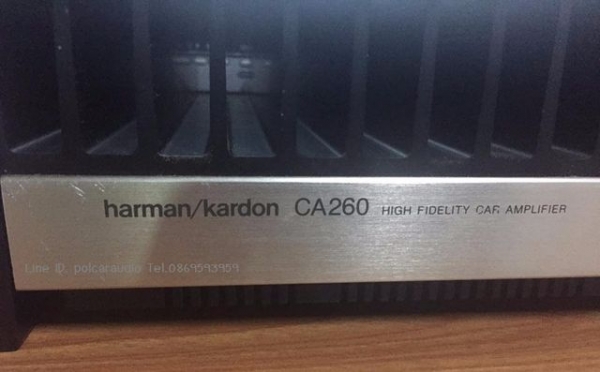 harman/kardon CA260 HIGH FIDELITY CAR AMPLIFIER
Line ID. polcaraudio Tel.0869593959